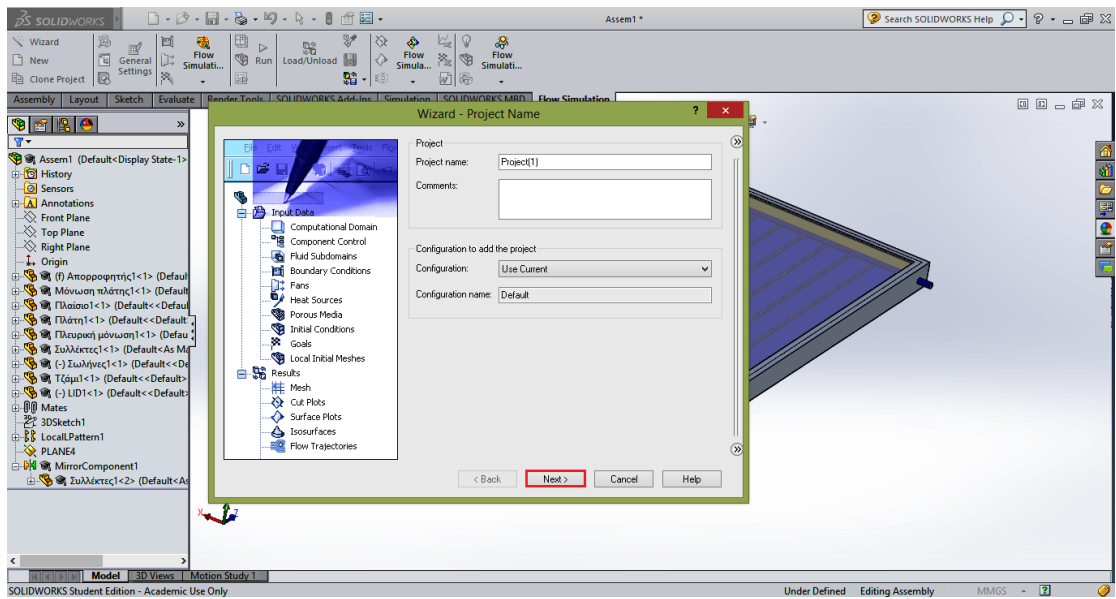 SOLIDWORKS
Assem1 *
Search SOLIDWORKS Help
Wizard
New
Clone Project
General Settings
Flow Simulati...
Run
Load/Unload
Flow Simula...
Flow Simulati...
Assembly
Layout
Sketch
Evaluate
Render Tools
SOLIDWORKS Add-Ins
Simulation
SOLIDWORKS MBD
Flow Simulation
Assem1 (Default<Display State-1>
History
Sensors
Annotations
Front Plane
Top Plane
Right Plane
Origin
(f) Απορροφητής1<1> (Default
Μόνωση πλάτης1<1> (Default
Πλαίσιο1<1> (Default<<Defaul
Πλάτη1<1> (Default<<Default:
Πλευρική μόνωση1<1> (Defau
Συλλέκτες1<1> (Default<As Ma
(-) Σωλήνες1<1> (Default<<De
Τζάμι1<1> (Default<<Default>
(-) LID1<1> (Default<<Default>
Mates
3DSketch1
LocalLPattern1
PLANE4
MirrorComponent1
Συλλέκτες1<2> (Default<As
Wizard - Project Name
File Edit
Input Data
Computational Domain
Component Control
Fluid Subdomains
Boundary Conditions
Fans
Heat Sources
Porous Media
Initial Conditions
Goals
Local Initial Meshes
Results
Mesh
Cut Plots
Surface Plots
Isosurfaces
Flow Trajectories
Project
Project name:
Project(1)
Comments:
Configuration to add the project
Configuration:
Use Current
Configuration name:
Default
< Back
Next >
Cancel
Help
Model
3D Views
Motion Study 1
SOLIDWORKS Student Edition - Academic Use Only
Under Defined
Editing Assembly
MMGS